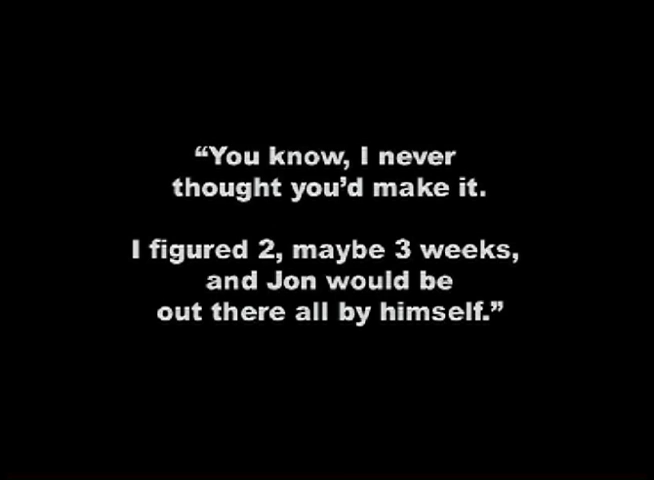 “You know, I never
thought you’d make it.
I figured 2, maybe 3 weeks,
and Jon would be
out there all by himself.”